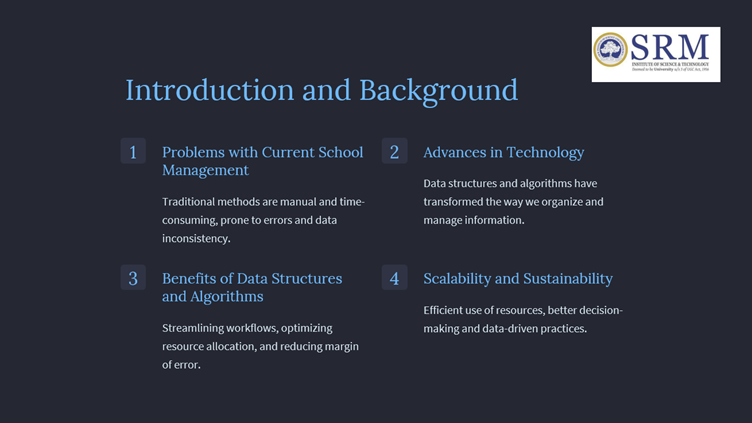 SRM
INSTITUTE OF SCIENCE & TECHNOLOGY
Deemed to be University u/s 3 of UGC Act, 1956
Introduction and Background
1
Problems with Current School
Management
Traditional methods are manual and time-
consuming, prone to errors and data
inconsistency.
2
Advances in Technology
Data structures and algorithms have
transformed the way we organize and
manage information.
3
Benefits of Data Structures
and Algorithms
Streamlining workflows, optimizing
resource allocation, and reducing margin
of error.
4
Scalability and Sustainability
Efficient use of resources, better decision-
making and data-driven practices.